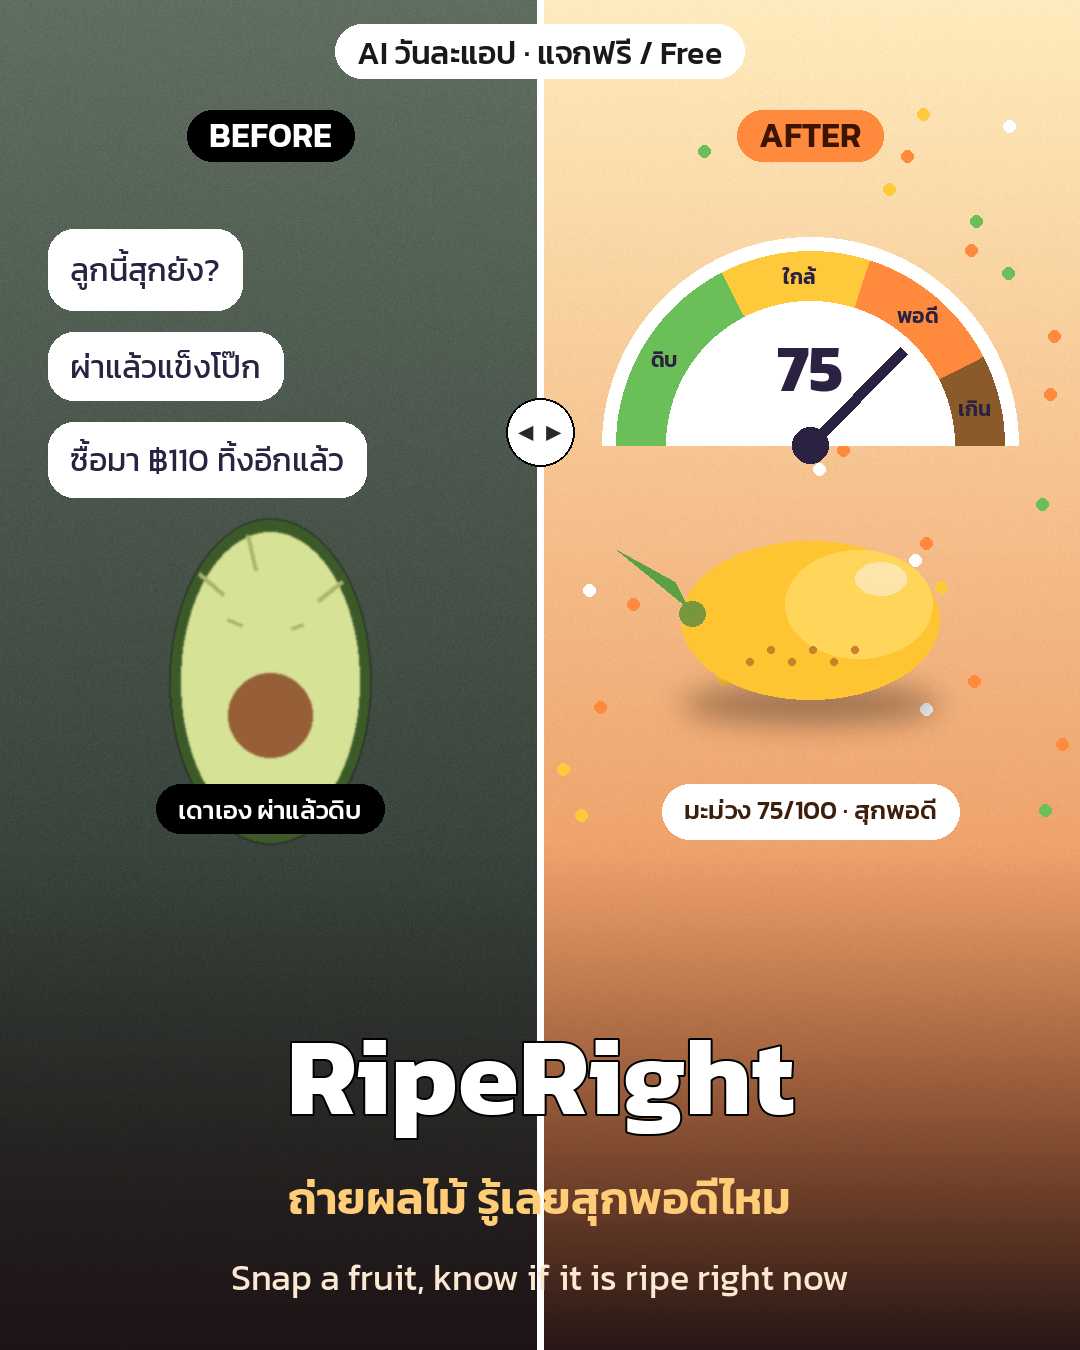 AI วันละแอป · แจกฟรี / Free
BEFORE
ลูกนี้สุกยัง?
ผ่าแล้วแข็งโป๊ก
ซื้อมา ฿110 ทิ้งอีกแล้ว
เดาเอง ผ่าแล้วดิบ
AFTER
ดิบ
ใกล้
พอดี
เกิน
75
มะม่วง 75/100 · สุกพอดี
RipeRight
ถ่ายผลไม้ รู้เลยสุกพอดีไหม
Snap a fruit, know if it is ripe right now